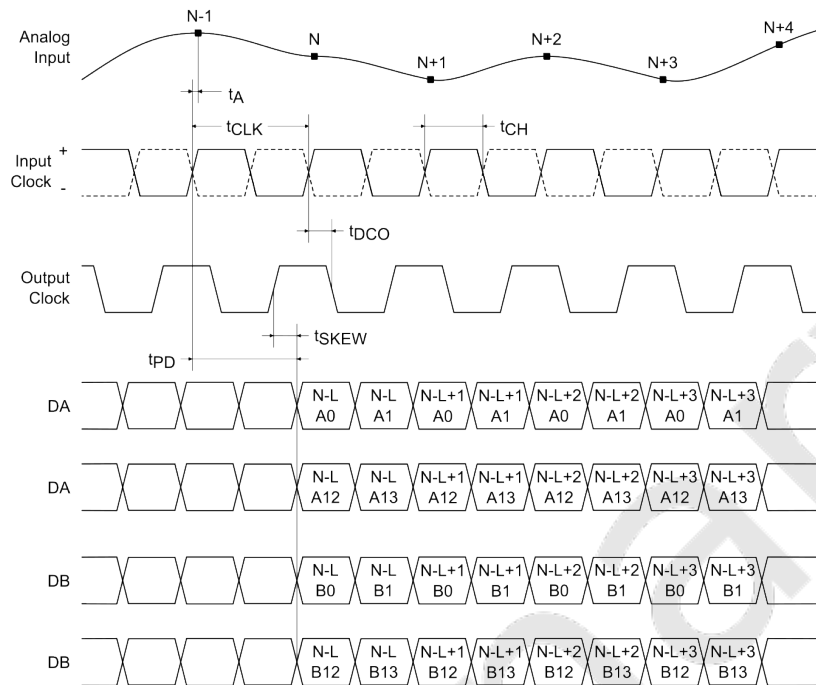 N-1
N
N+1
N+2
N+3
N+4
Analog
Input
tA
tCLK
tCH
Input
Clock
+
-
tDCO
Output
Clock
tSKEW
tPD
DA
N-L N-L N-L+1 N-L+1 N-L+2 N-L+2 N-L+3 N-L+3
A0 A1 A0 A1 A0 A1 A0 A1
DA
N-L N-L N-L+1 N-L+1 N-L+2 N-L+2 N-L+3 N-L+3
A12 A13 A12 A13 A12 A13 A12 A13
DB
N-L N-L N-L+1 N-L+1 N-L+2 N-L+2 N-L+3 N-L+3
B0 B1 B0 B1 B0 B1 B0 B1
DB
N-L N-L N-L+1 N-L+1 N-L+2 N-L+2 N-L+3 N-L+3
B12 B13 B12 B13 B12 B13 B12 B13